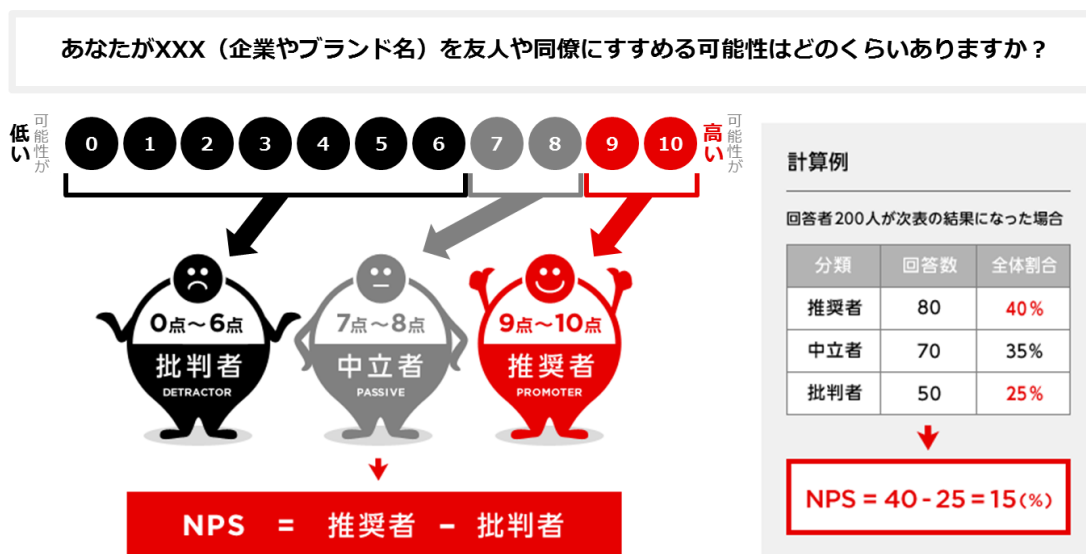 あなたがXXX（企業やブランド名）を友人や同僚にすすめる可能性はどのくらいありますか？
可能性が低い 0 1 2 3 4 5 6 7 8 9 10 可能性が高い
0点～6点
批判者
DETRACTOR
7点～8点
中立者
PASSIVE
9点～10点
推奨者
PROMOTER
NPS = 推奨者 － 批判者
計算例
回答者200人が次表の結果になった場合
分類 回答数 全体割合
推奨者 80 40%
中立者 70 35%
批判者 50 25%
NPS = 40 - 25 = 15(%)